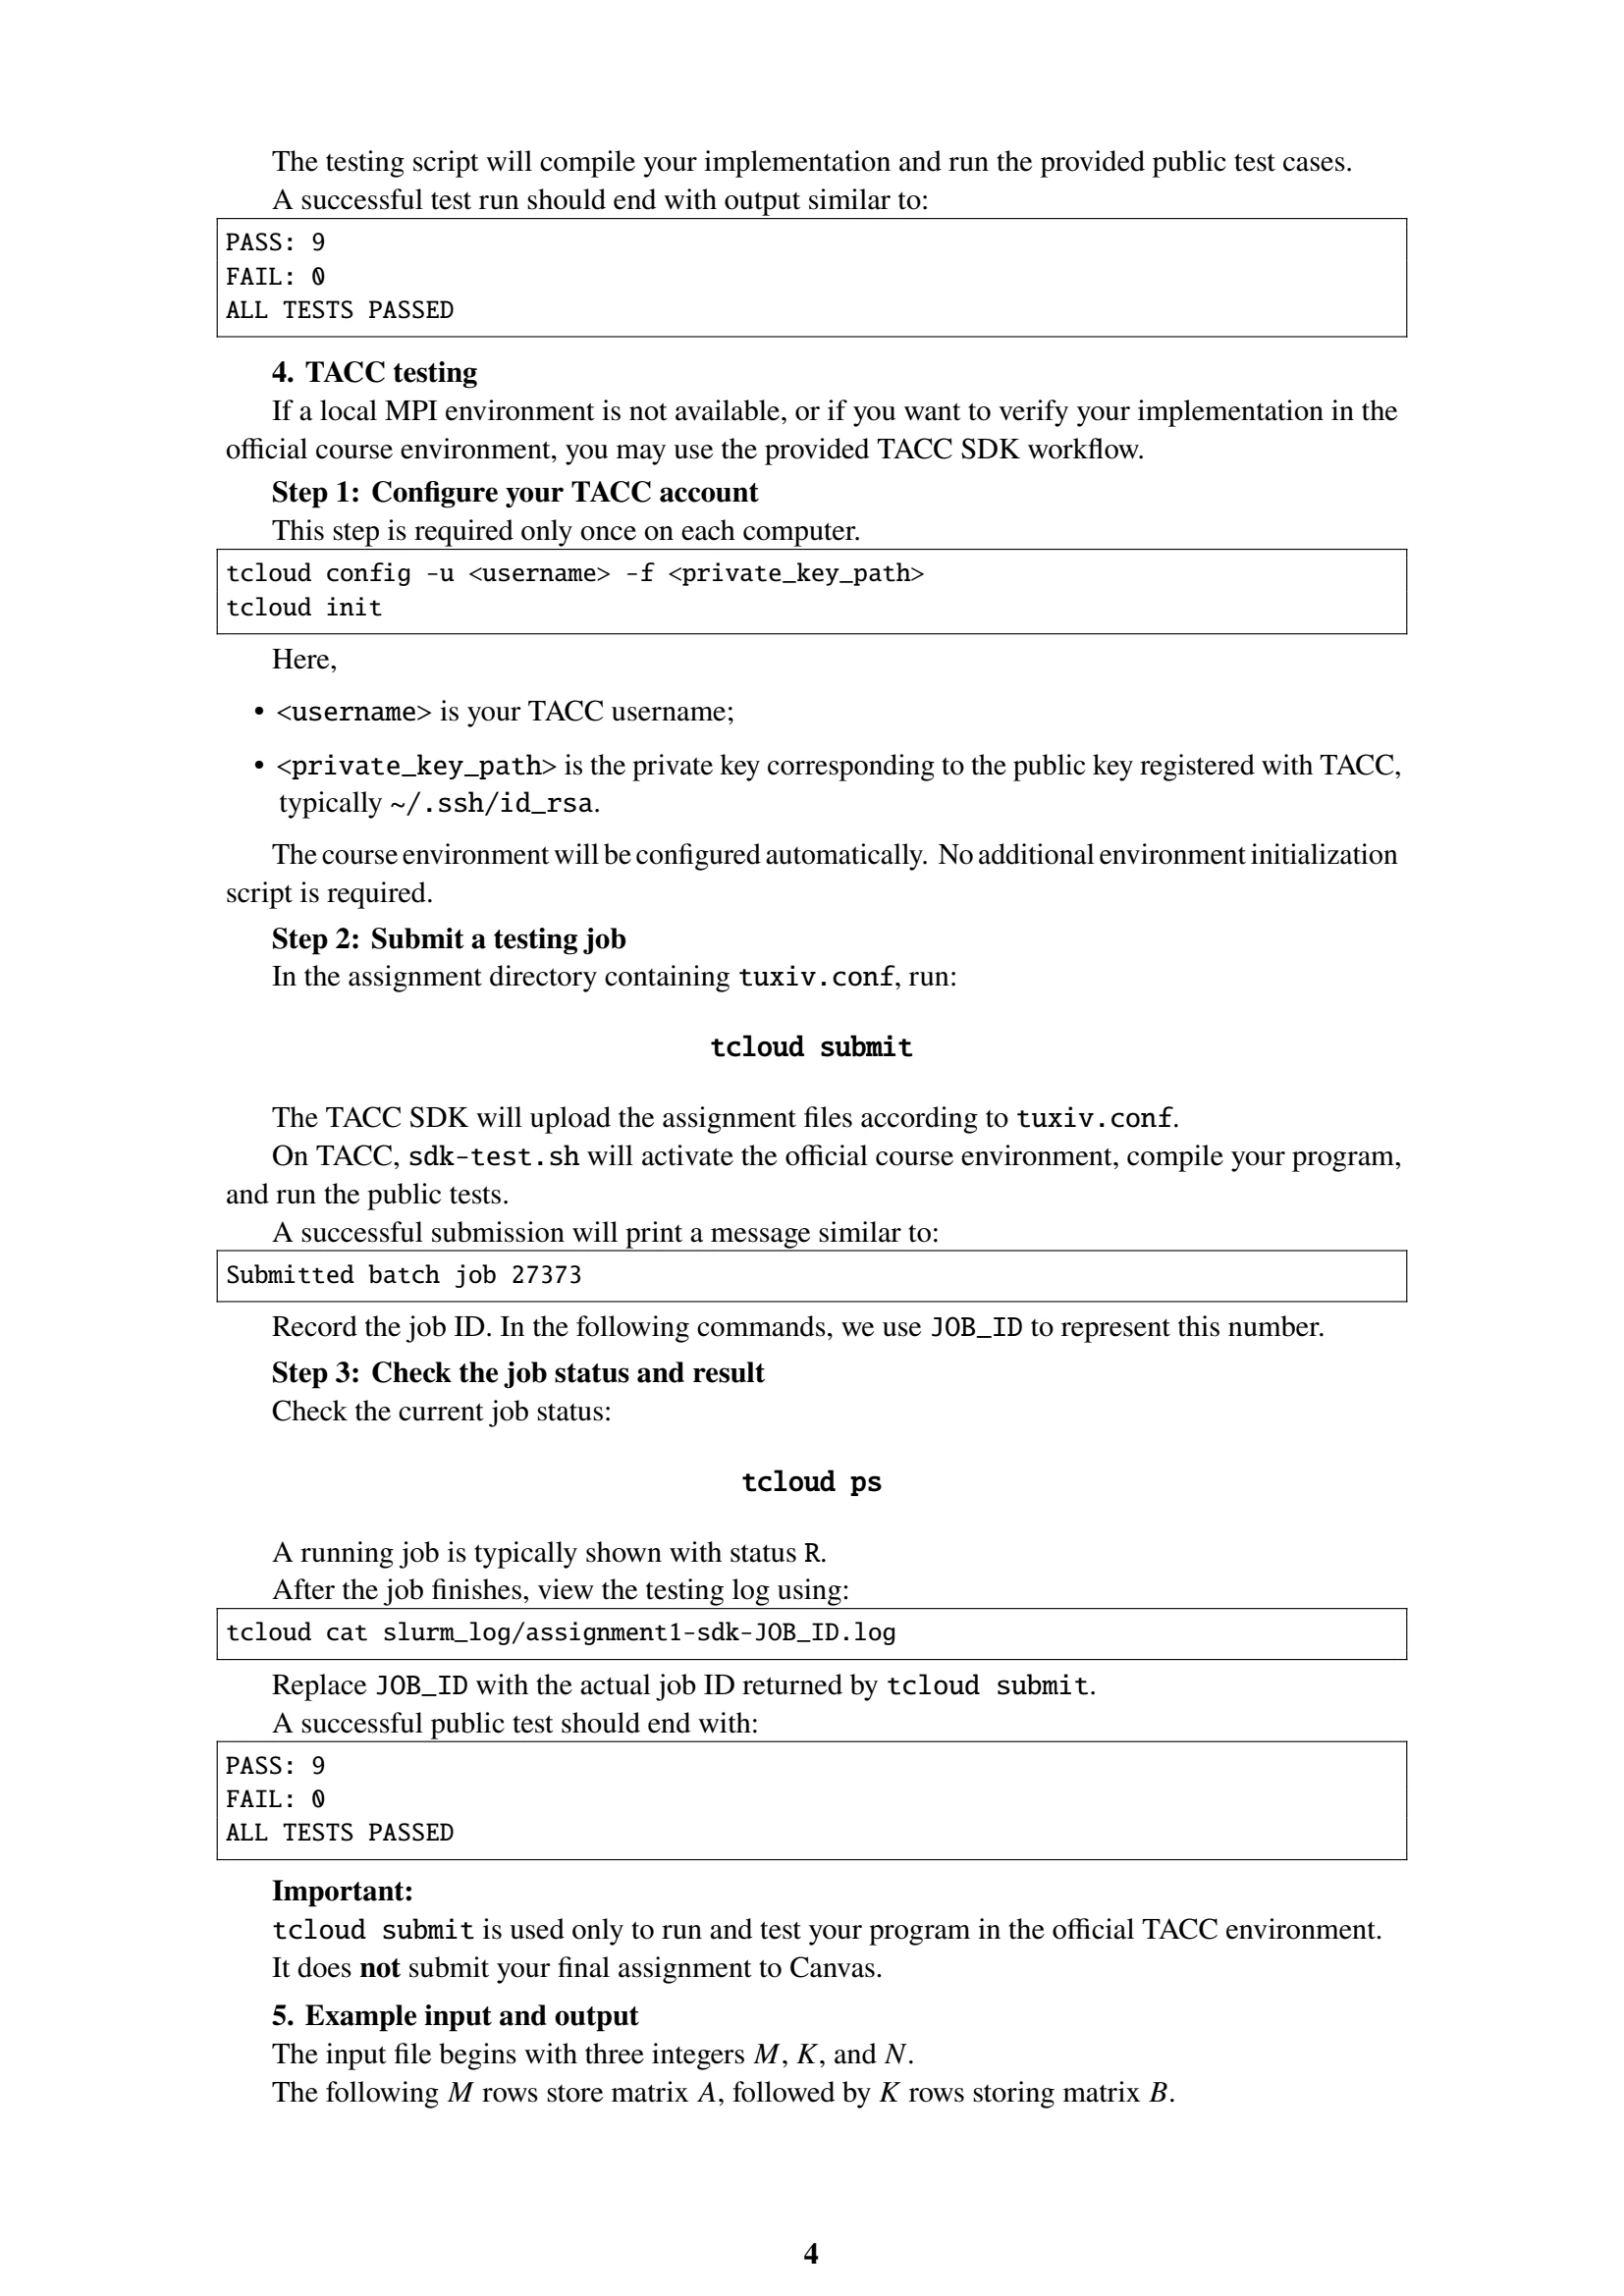 The testing script will compile your implementation and run the provided public test cases.
A successful test run should end with output similar to:
PASS: 9
FAIL: 0
ALL TESTS PASSED
4. TACC testing
If a local MPI environment is not available, or if you want to verify your implementation in the
official course environment, you may use the provided TACC SDK workflow.
Step 1: Configure your TACC account
This step is required only once on each computer.
tcloud config -u <username> -f <private_key_path>
tcloud init
Here,
• <username> is your TACC username;
• <private_key_path> is the private key corresponding to the public key registered with TACC,
typically ~/.ssh/id_rsa.
The course environment will be configured automatically. No additional environment initialization
script is required.
Step 2: Submit a testing job
In the assignment directory containing tuxiv.conf, run:
tcloud submit
The TACC SDK will upload the assignment files according to tuxiv.conf.
On TACC, sdk-test.sh will activate the official course environment, compile your program,
and run the public tests.
A successful submission will print a message similar to:
Submitted batch job 27373
Record the job ID. In the following commands, we use JOB_ID to represent this number.
Step 3: Check the job status and result
Check the current job status:
tcloud ps
A running job is typically shown with status R.
After the job finishes, view the testing log using:
tcloud cat slurm_log/assignment1-sdk-JOB_ID.log
Replace JOB_ID with the actual job ID returned by tcloud submit.
A successful public test should end with:
PASS: 9
FAIL: 0
ALL TESTS PASSED
Important:
tcloud submit is used only to run and test your program in the official TACC environment.
It does not submit your final assignment to Canvas.
5. Example input and output
The input file begins with three integers M, K, and N.
The following M rows store matrix A, followed by K rows storing matrix B.
4